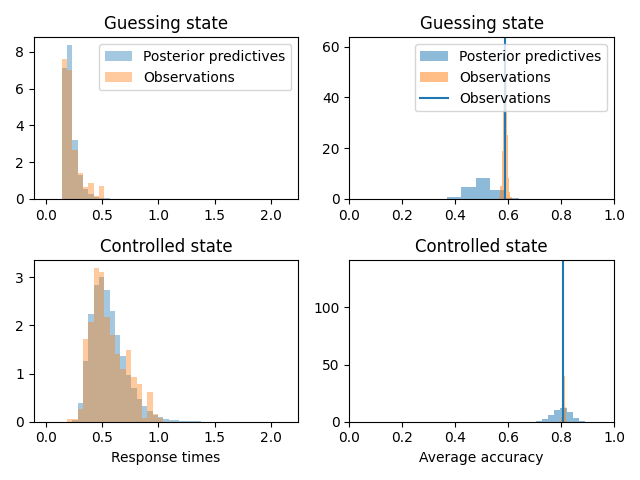 Guessing state
8
6
4
2
0
0.0 0.5 1.0 1.5 2.0
Posterior predictives
Observations
Guessing state
60
40
20
0
0.0 0.2 0.4 0.6 0.8 1.0
Posterior predictives
Observations
Observations
Controlled state
3
2
1
0
0.0 0.5 1.0 1.5 2.0
Response times
Controlled state
100
50
0
0.0 0.2 0.4 0.6 0.8 1.0
Average accuracy